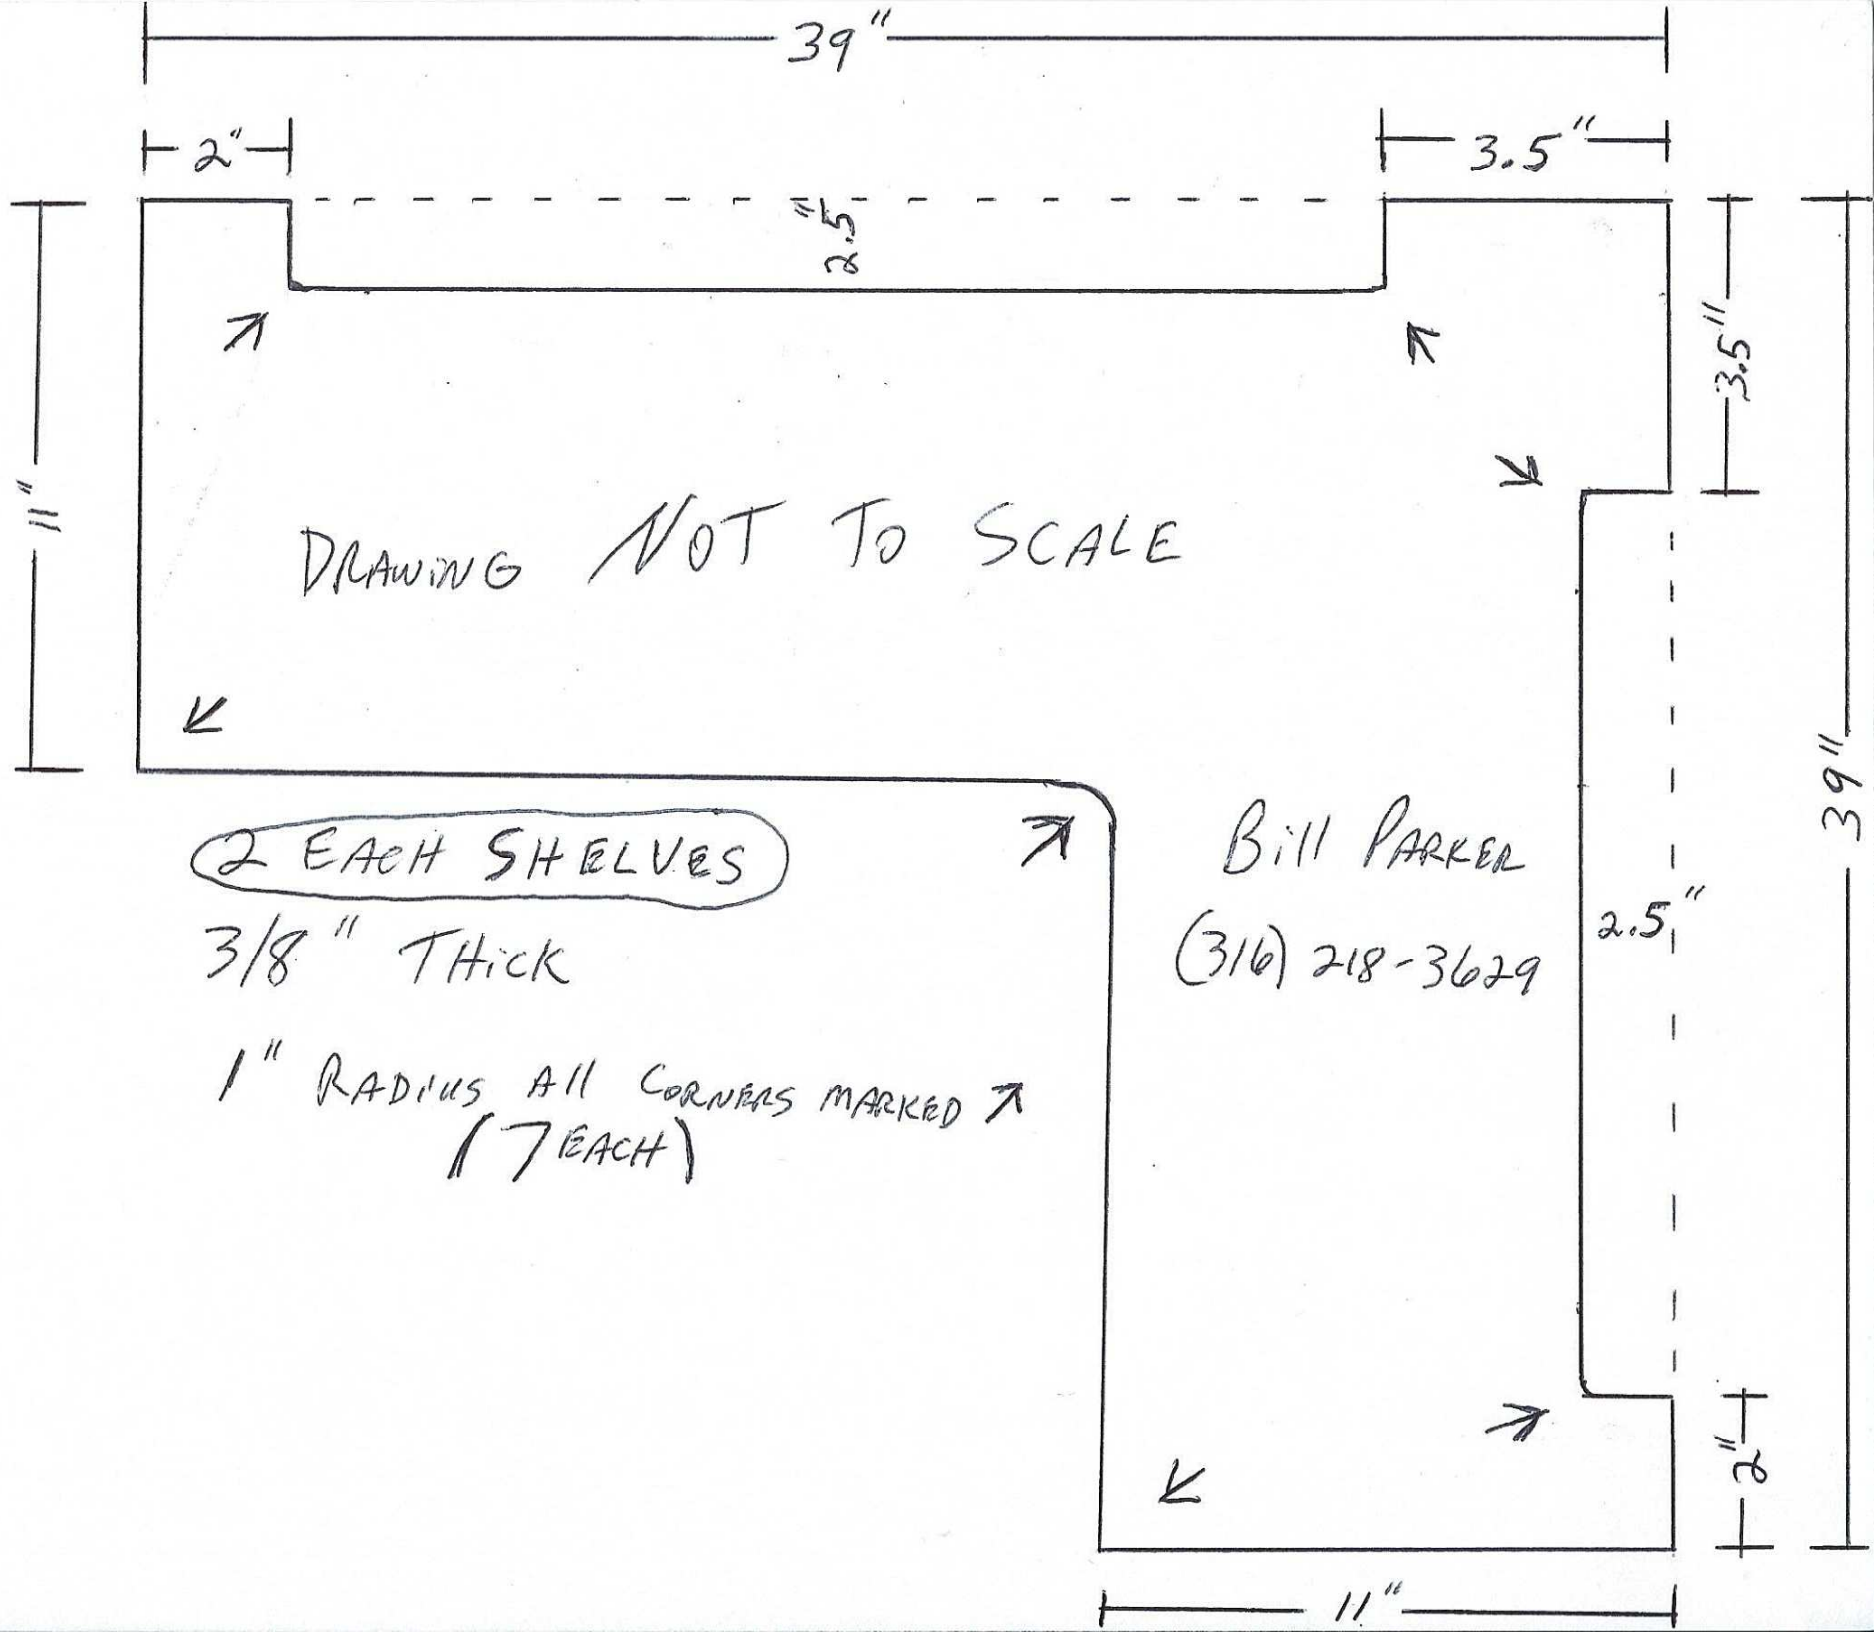 39"
2"
3.5"
2.5"
3.5"
11"
DRAWING NOT TO SCALE
39"
2 EACH SHELVES
3/8" THICK
1" RADIUS All CORNERS MARKED
(7 EACH)
Bill PARKER
(316) 218-3629
2.5"
2"
11"